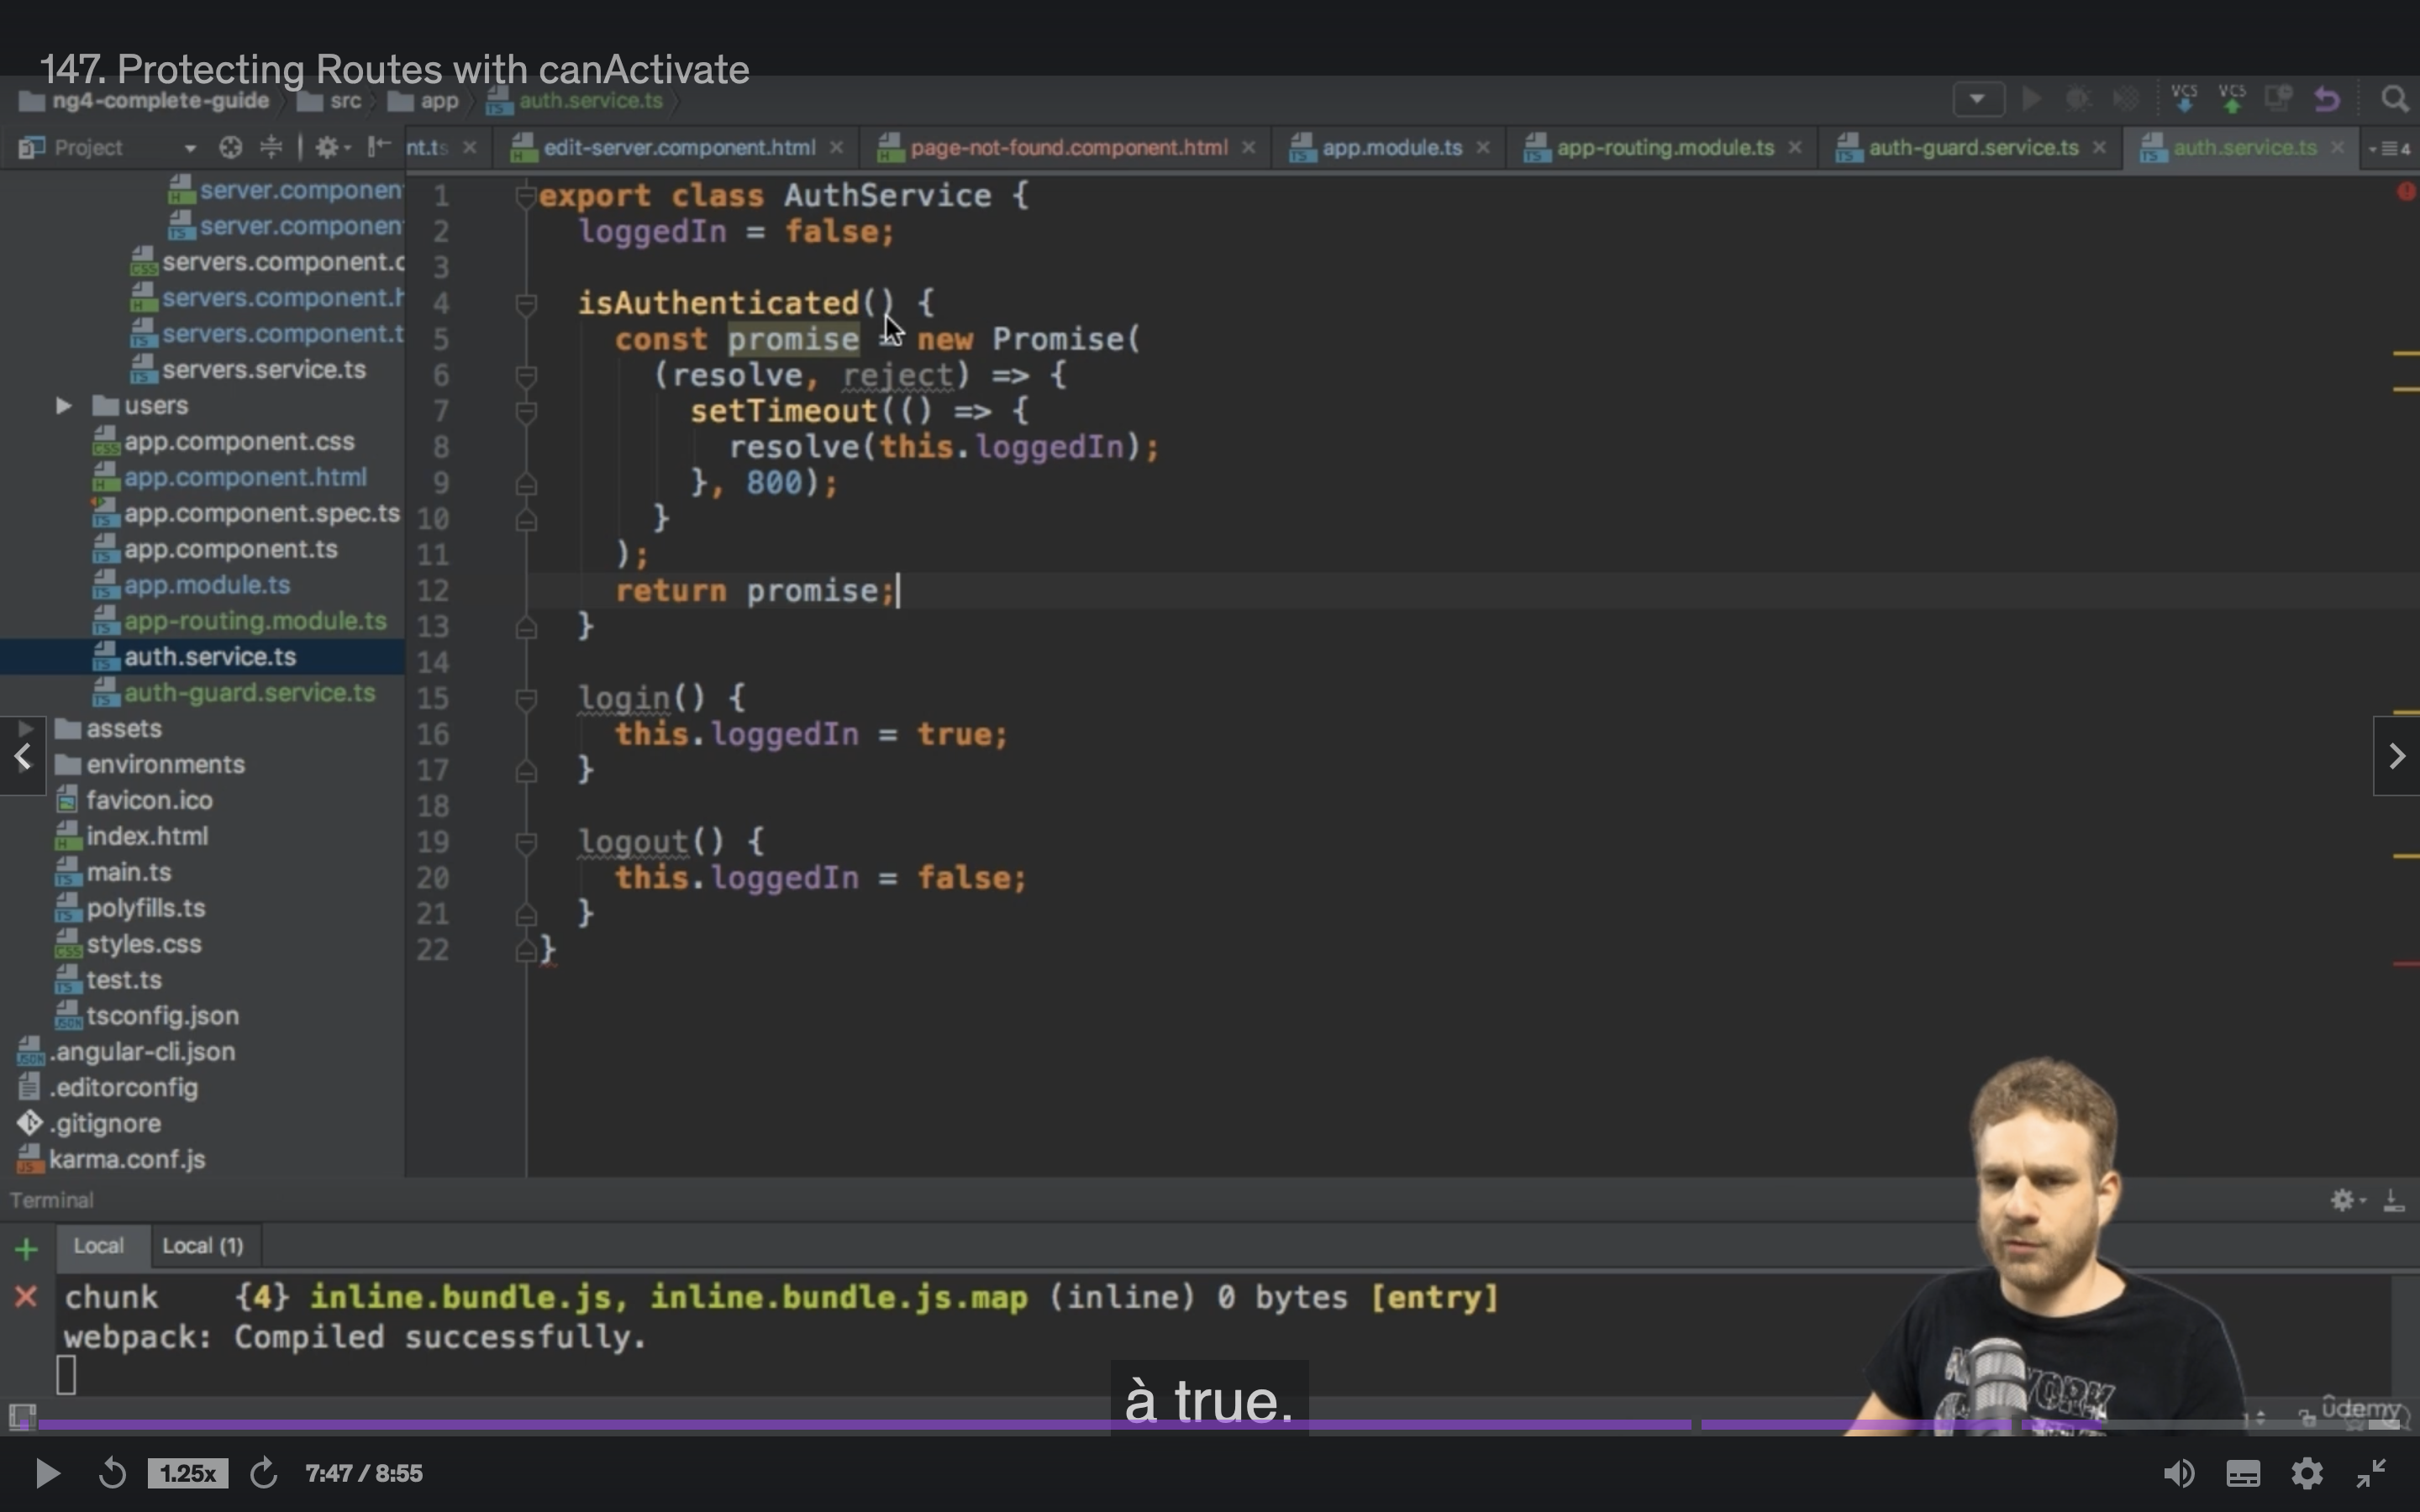 147. Protecting Routes with canActivate
ng4-complete-guide src app auth.service.ts
VCS VCS
Project
nt.ts edit-server.component.html page-not-found.component.html app.module.ts app-routing.module.ts auth-guard.service.ts auth.service.ts 4
server.component
server.component
servers.component.c
servers.component.h
servers.component.t
servers.service.ts
users
app.component.css
app.component.html
app.component.spec.ts
app.component.ts
app.module.ts
app-routing.module.ts
auth.service.ts
auth-guard.service.ts
assets
environments
favicon.ico
index.html
main.ts
polyfills.ts
styles.css
test.ts
tsconfig.json
.angular-cli.json
.editorconfig
.gitignore
karma.conf.js
1 export class AuthService {
2 loggedIn = false;
3
4 isAuthenticated() {
5 const promise = new Promise(
6 (resolve, reject) => {
7 setTimeout(() => {
8 resolve(this.loggedIn);
9 }, 800);
10 }
11 );
12 return promise;
13 }
14
15 login() {
16 this.loggedIn = true;
17 }
18
19 logout() {
20 this.loggedIn = false;
21 }
22 }
Terminal
Local Local (1)
chunk {4} inline.bundle.js, inline.bundle.js.map (inline) 0 bytes [entry]
webpack: Compiled successfully.
à true.
ûdemy
1.25x 7:47 / 8:55